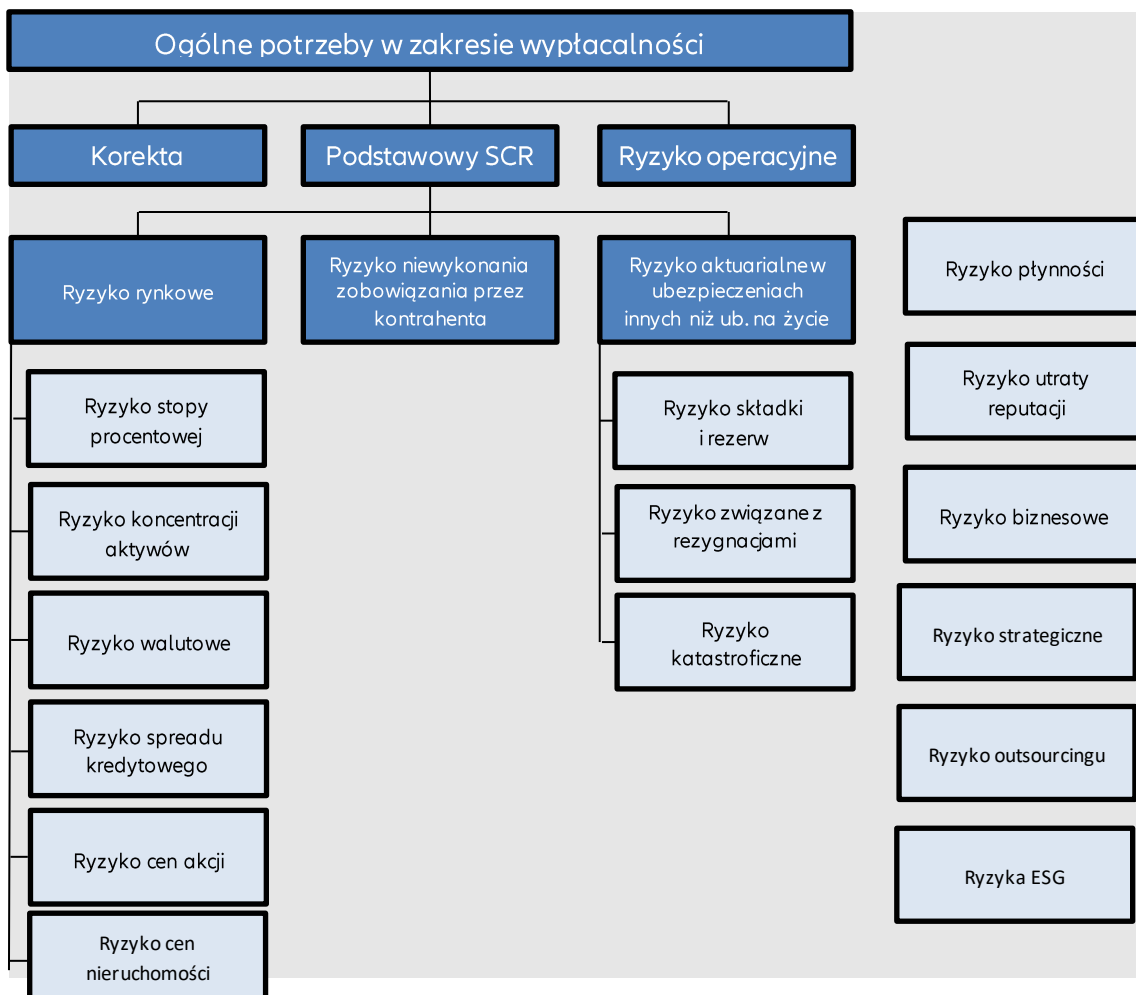 Ogólne potrzeby w zakresie wypłacalności
Korekta
Podstawowy SCR
Ryzyko operacyjne
Ryzyko rynkowe
Ryzyko niewykonania
zobowiązania przez
kontrahenta
Ryzyko aktuarialne w
ubezpieczeniach
innych niż ub. na życie
Ryzyko stopy
procentowej
Ryzyko koncentracji
aktywów
Ryzyko walutowe
Ryzyko spreadu
kredytowego
Ryzyko cen akcji
Ryzyko cen
nieruchomości
Ryzyko składki
i rezerw
Ryzyko związane z
rezygnacjami
Ryzyko
katastroficzne
Ryzyko płynności
Ryzyko utraty
reputacji
Ryzyko biznesowe
Ryzyko strategiczne
Ryzyko outsourcingu
Ryzyka ESG